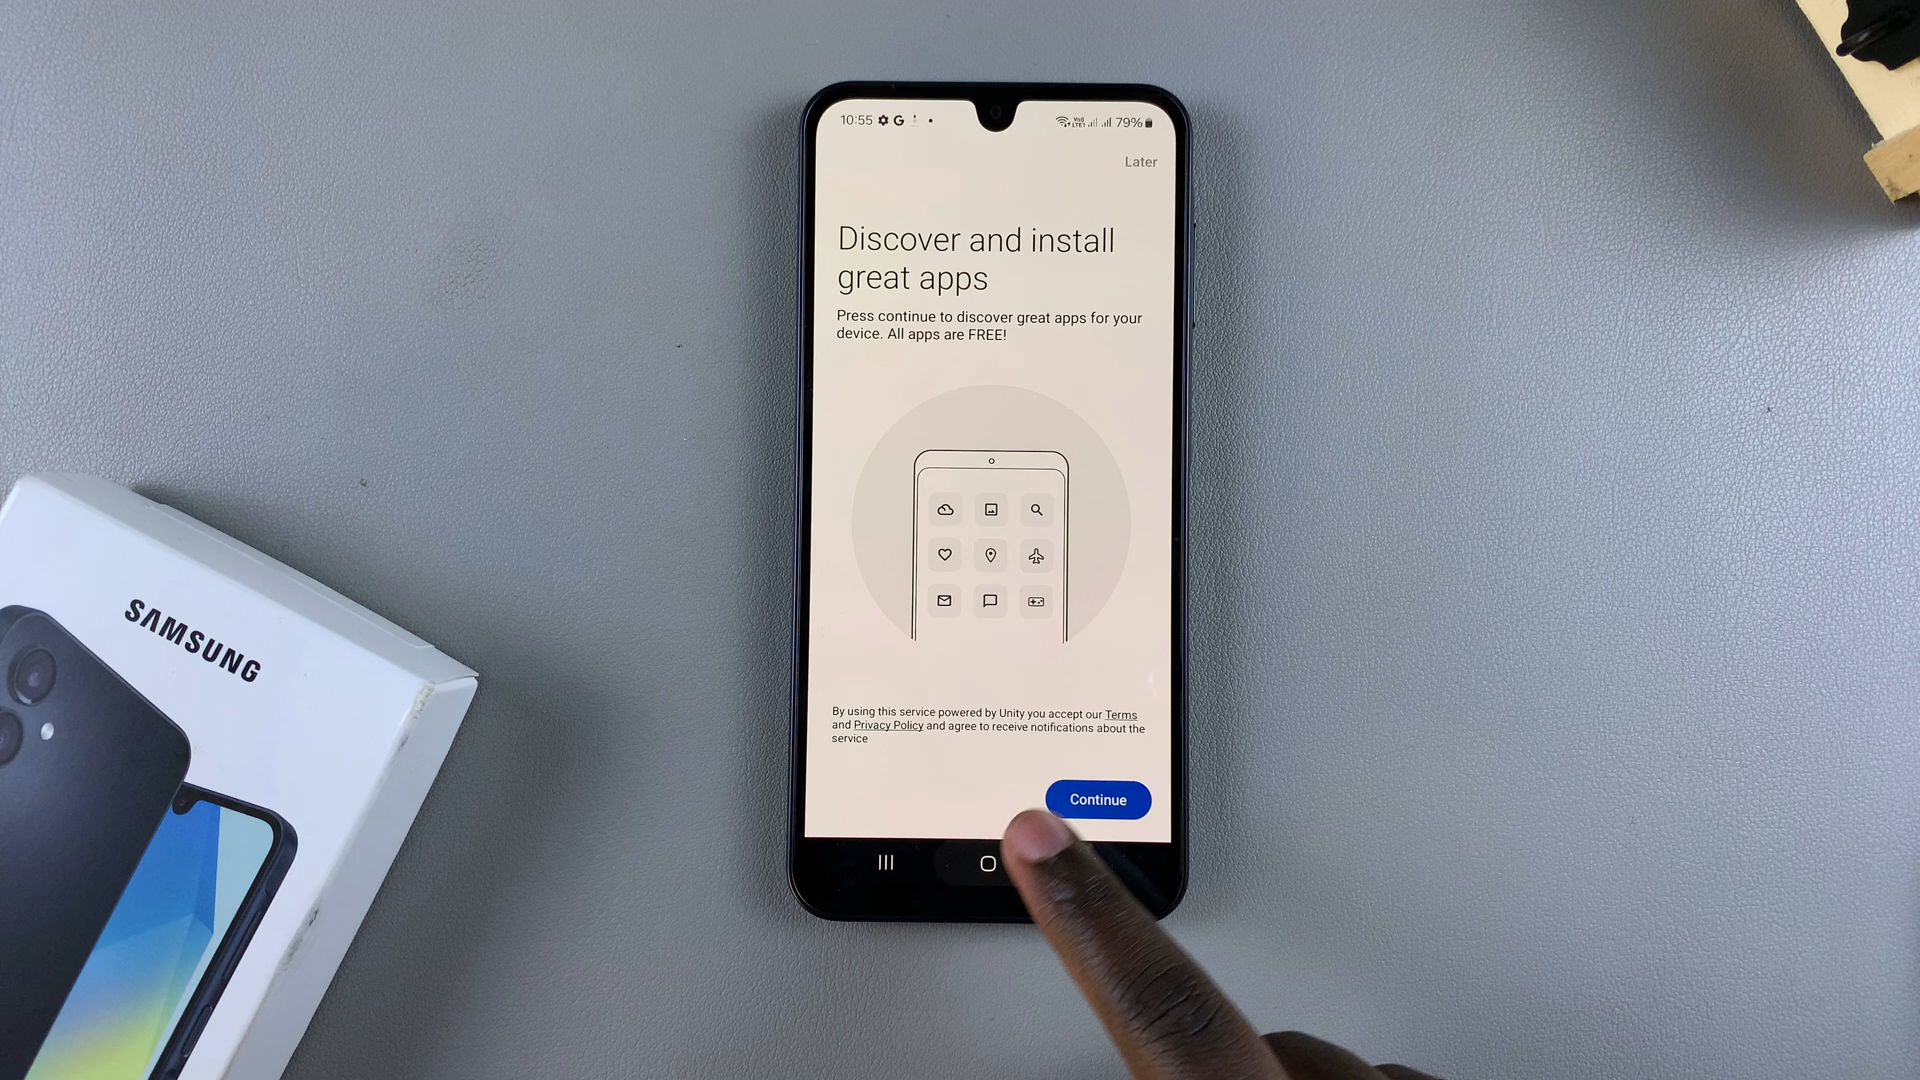 10:55
79%
Later
Discover and install
great apps
Press continue to discover great apps for your
device. All apps are FREE!
By using this service powered by Unity you accept our Terms
and Privacy Policy and agree to receive notifications about the
service
Continue
SAMSUNG